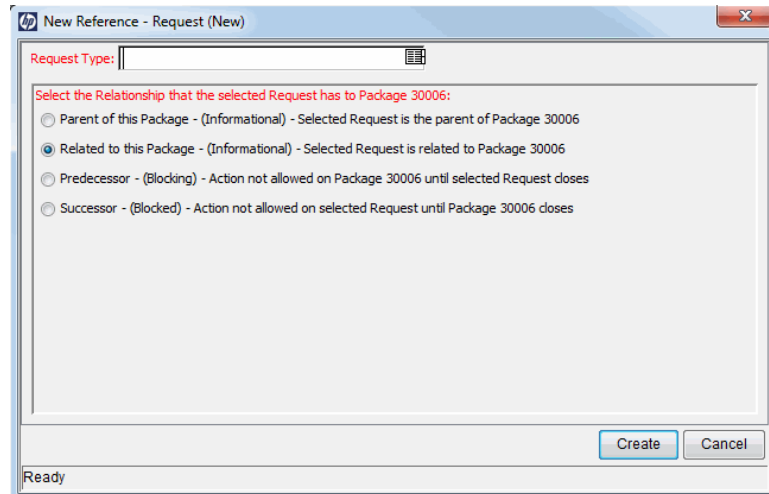 hp New Reference - Request (New)
Request Type:
Select the Relationship that the selected Request has to Package 30006:
Parent of this Package - (Informational) - Selected Request is the parent of Package 30006
Related to this Package - (Informational) - Selected Request is related to Package 30006
Predecessor - (Blocking) - Action not allowed on Package 30006 until selected Request closes
Successor - (Blocked) - Action not allowed on selected Request until Package 30006 closes
Create Cancel
Ready